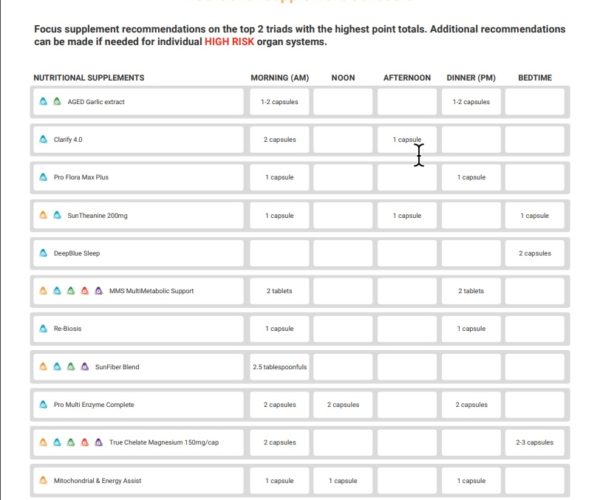 Focus supplement recommendations on the top 2 triads with the highest point totals. Additional recommendations
can be made if needed for individual HIGH RISK organ systems.
NUTRITIONAL SUPPLEMENTS MORNING (AM) NOON AFTERNOON DINNER (PM) BEDTIME
AGED Garlic extract 1-2 capsules 1-2 capsules
Clarify 4.0 2 capsules 1 capsule
Pro Flora Max Plus 1 capsule 1 capsule
SunTheanine 200mg 1 capsule 1 capsule 1 capsule
DeepBlue Sleep 2 capsules
MMS MultiMetabolic Support 2 tablets 2 tablets
Re-Biosis 1 capsule 1 capsule
SunFiber Blend 2.5 tablespoonfuls
Pro Multi Enzyme Complete 2 capsules 2 capsules 2 capsules
True Chelate Magnesium 150mg/cap 2 capsules 2-3 capsules
Mitochondrial & Energy Assist 1 capsule 1 capsule 1 capsule